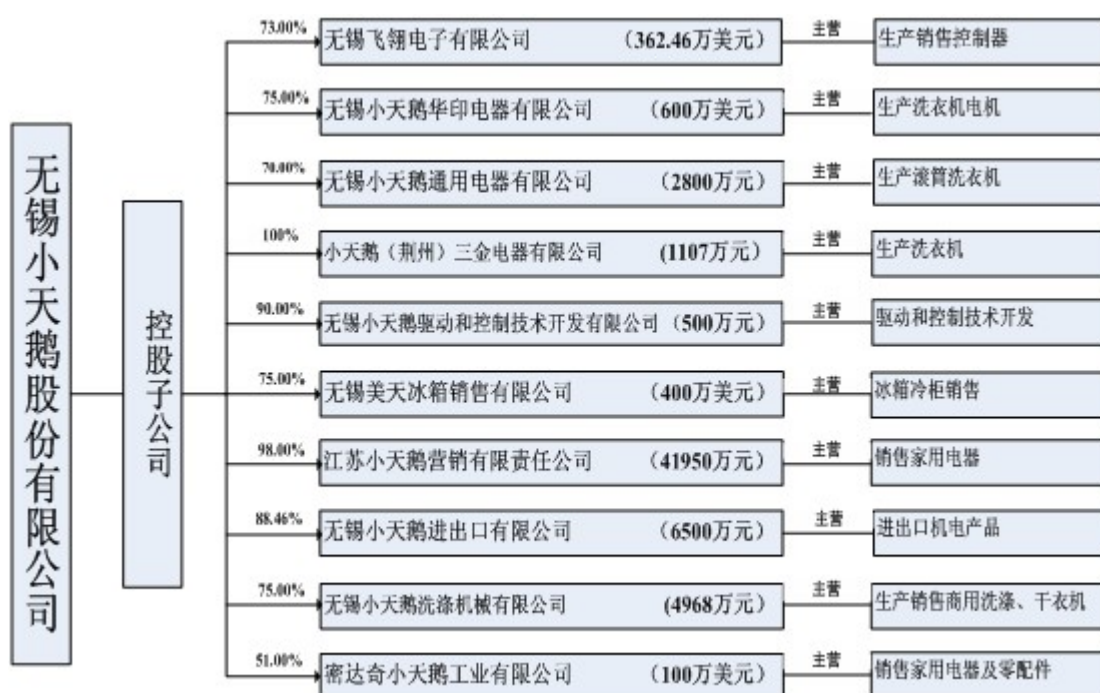 无锡小天鹅股份有限公司
控股子公司
73.00% 无锡飞翎电子有限公司 （362.46万美元） 主营 生产销售控制器
75.00% 无锡小天鹅华印电器有限公司 （600万美元） 主营 生产洗衣机电机
70.00% 无锡小天鹅通用电器有限公司 （2800万元） 主营 生产滚筒洗衣机
100% 小天鹅（荆州）三金电器有限公司 (1107万元） 主营 生产洗衣机
90.00% 无锡小天鹅驱动和控制技术开发有限公司（500万元） 主营 驱动和控制技术开发
75.00% 无锡美天冰箱销售有限公司 （400万美元） 主营 冰箱冷柜销售
98.00% 江苏小天鹅营销有限责任公司 （41950万元） 主营 销售家用电器
88.46% 无锡小天鹅进出口有限公司 （6500万元） 主营 进出口机电产品
75.00% 无锡小天鹅洗涤机械有限公司 (4968万元） 主营 生产销售商用洗涤、干衣机
51.00% 密达奇小天鹅工业有限公司 （100万美元） 主营 销售家用电器及零配件